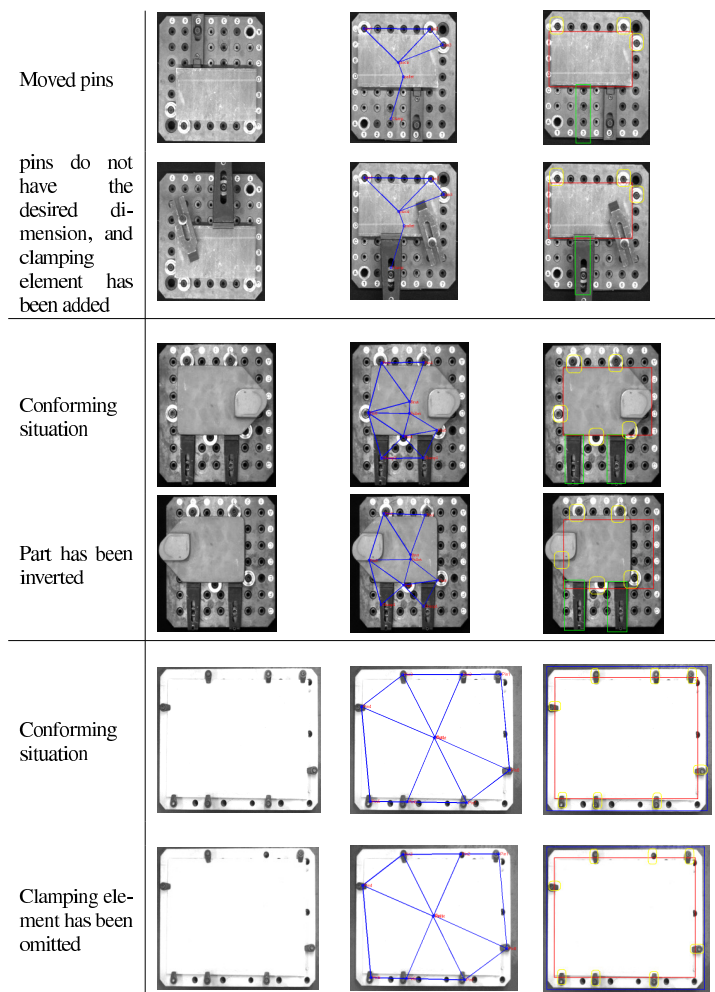 Moved pins
pins do not
have the
desired di-
mension, and
clamping
element has
been added
Conforming
situation
Part has been
inverted
Conforming
situation
Clamping ele-
ment has been
omitted